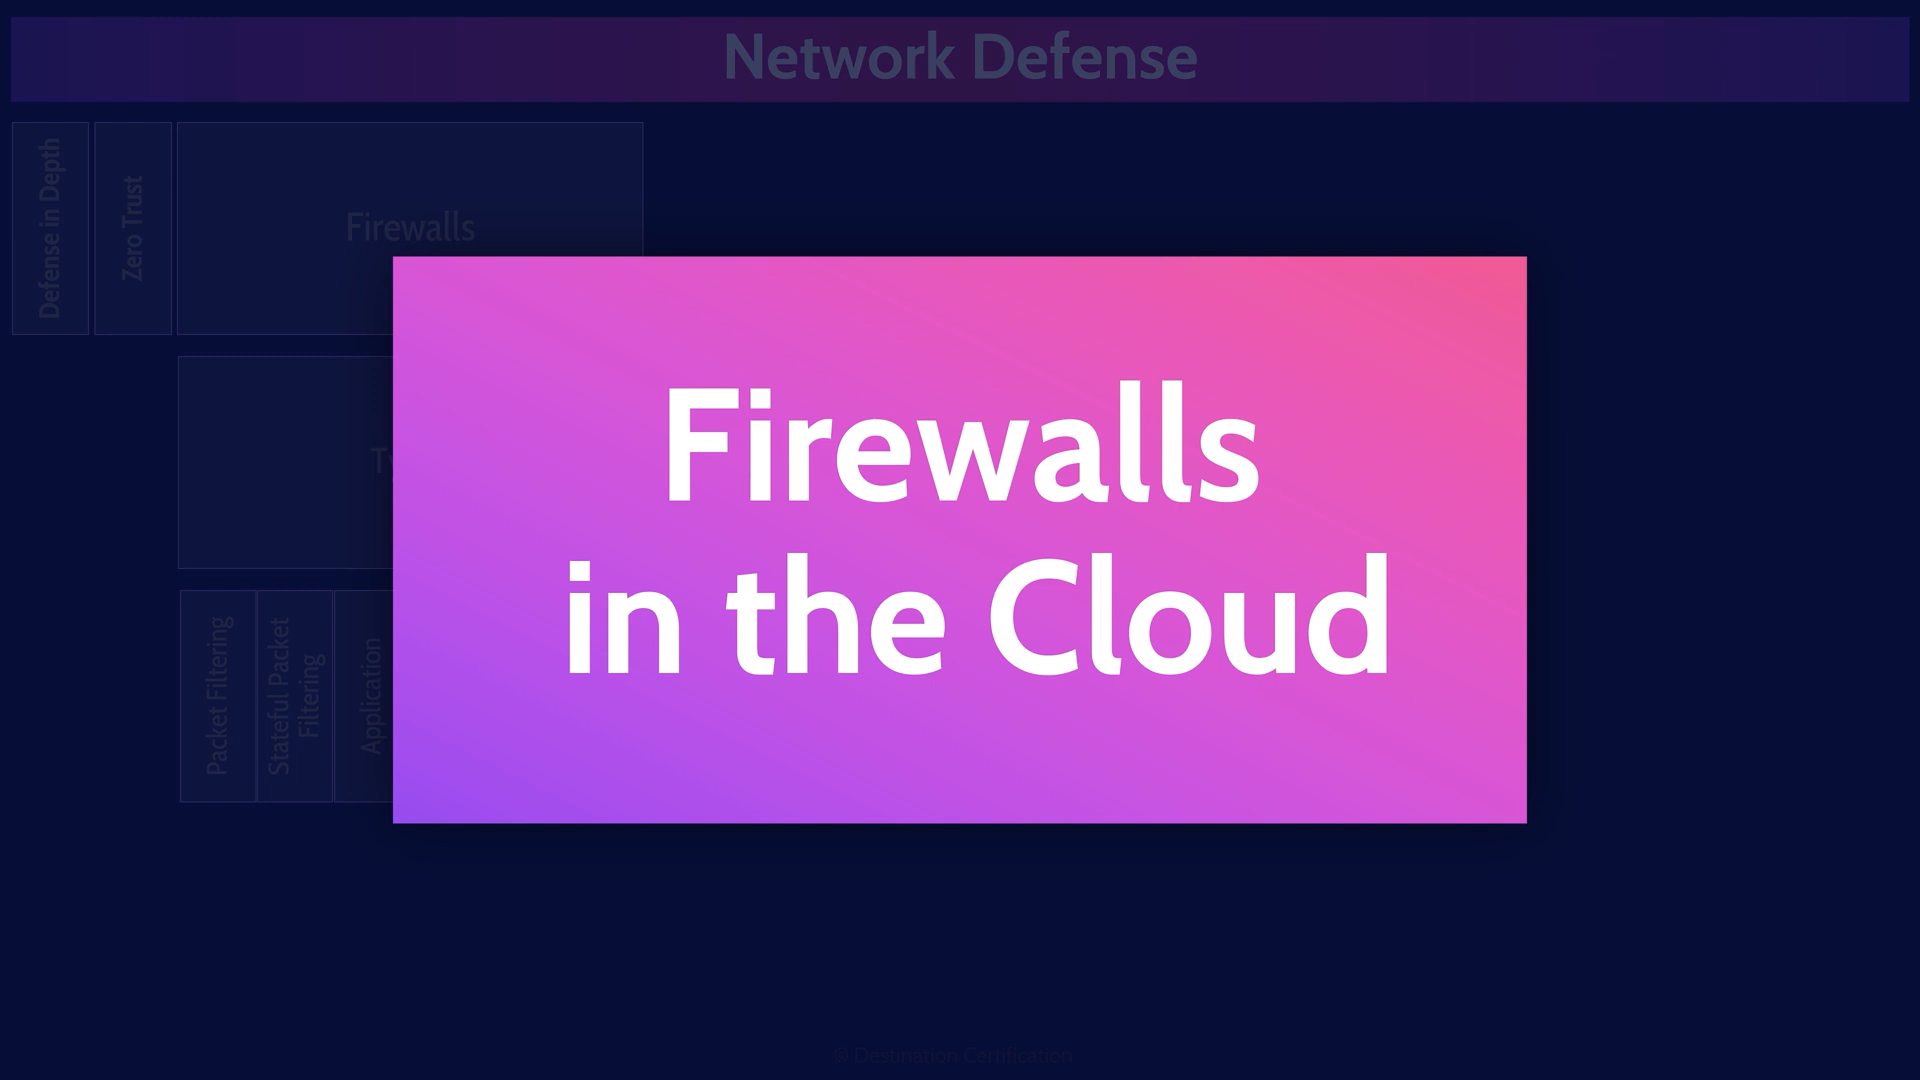 Network Defense
Defense in Depth
Zero Trust
Firewalls
Firewalls
in the Cloud
Packet Filtering
Stateful Packet
Filtering
Application
© Destination Certification